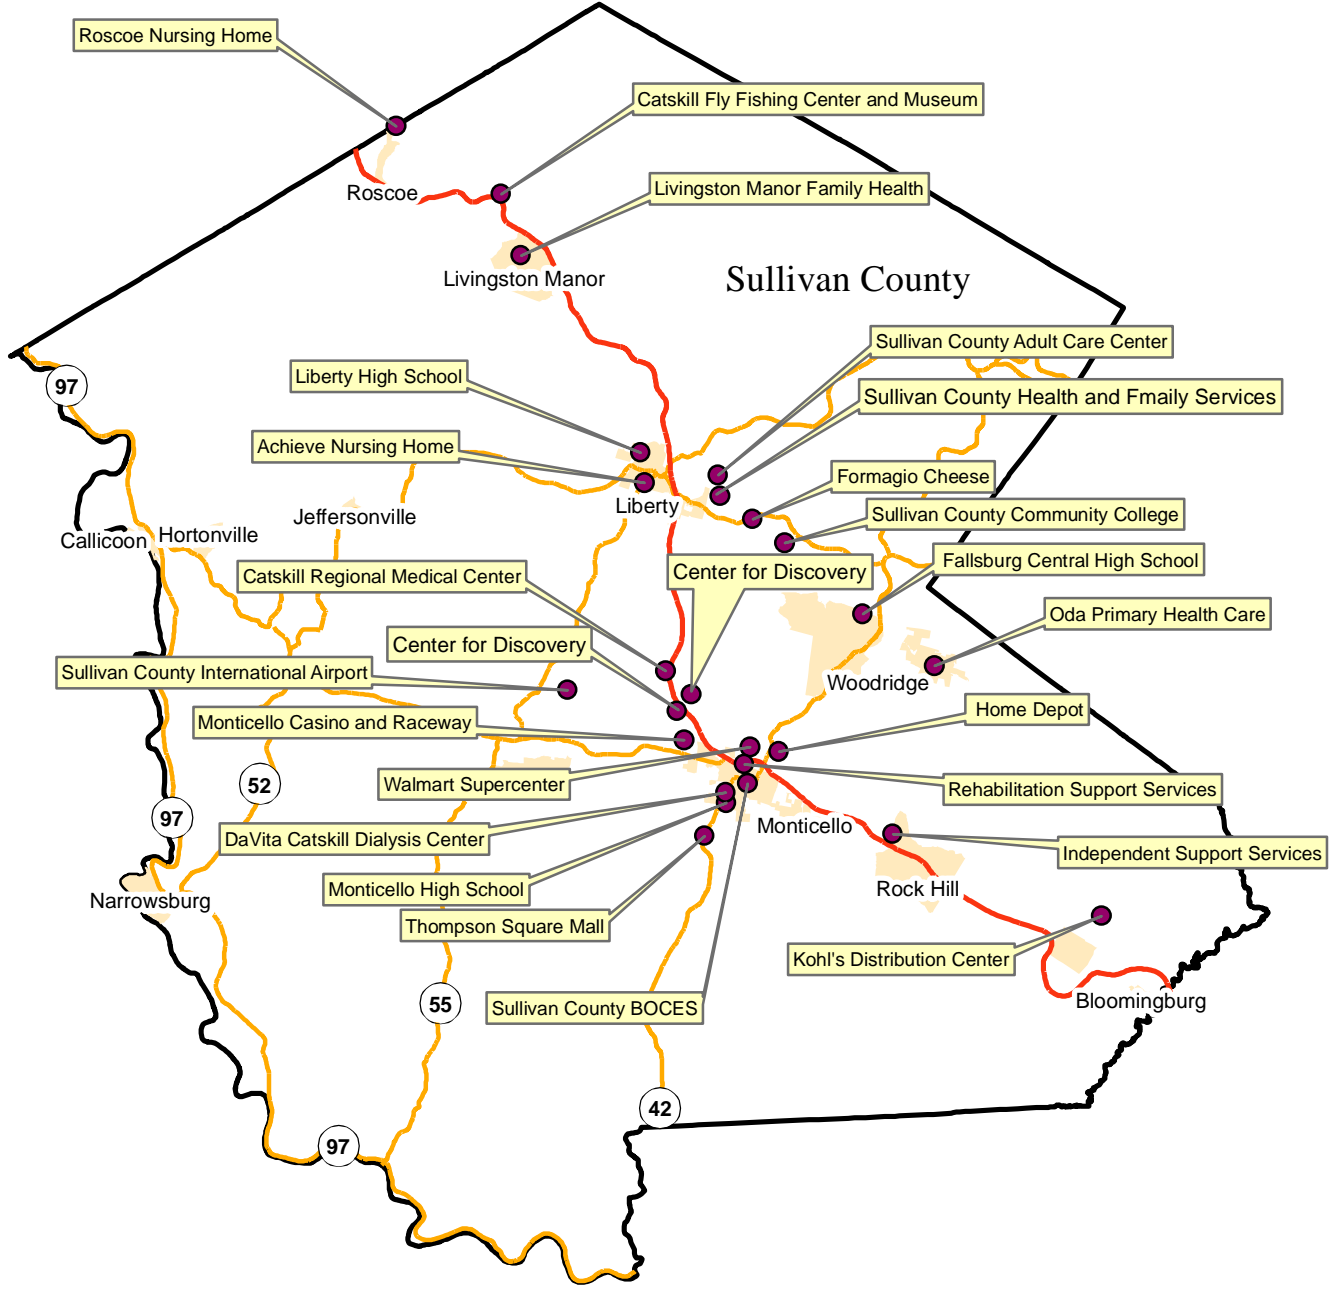 Roscoe Nursing Home
Catskill Fly Fishing Center and Museum
Roscoe
Livingston Manor Family Health
Livingston Manor
Sullivan County
Sullivan County Adult Care Center
97
Liberty High School
Sullivan County Health and Fmaily Services
Achieve Nursing Home
Formagio Cheese
Liberty
Jeffersonville
Sullivan County Community College
Callicoon
Hortonville
Fallsburg Central High School
Catskill Regional Medical Center
Center for Discovery
Oda Primary Health Care
Center for Discovery
Sullivan County International Airport
Woodridge
Monticello Casino and Raceway
Home Depot
52
Walmart Supercenter
Rehabilitation Support Services
97
Monticello
DaVita Catskill Dialysis Center
Independent Support Services
Monticello High School
Rock Hill
Narrowsburg
Thompson Square Mall
Kohl's Distribution Center
55
Sullivan County BOCES
Bloomingburg
42
97